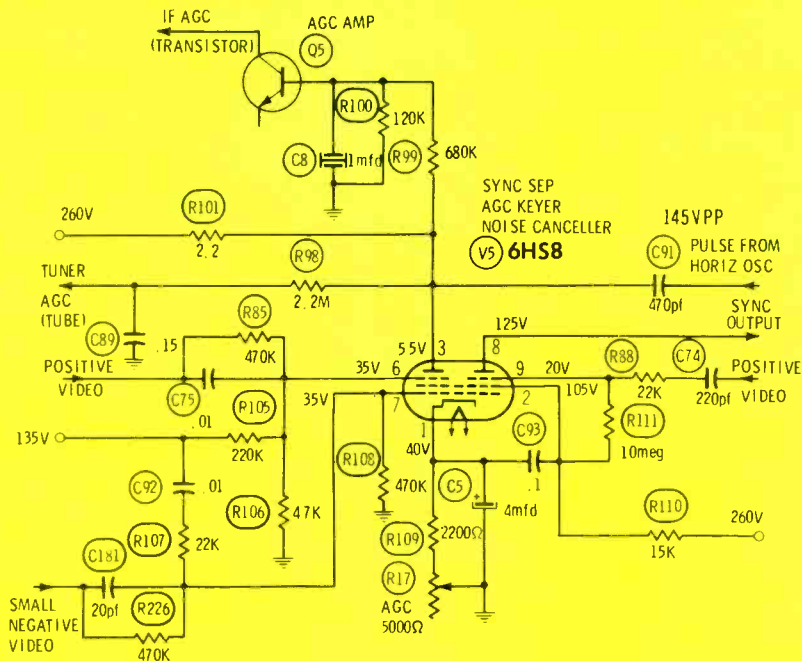 IF AGC
(TRANSISTOR)
AGC AMP
Q5
R100
120K
C8
1mfd
R99
680K
SYNC SEP
AGC KEYER
NOISE CANCELLER
V5 6HS8
145VPP
C91
PULSE FROM
HORIZ OSC
470pf
260V
R101
2.2
R98
2.2M
TUNER
AGC
(TUBE)
C89
.15
R85
470K
SYNC
OUTPUT
125V
55V
3
8
POSITIVE
VIDEO
C75
.01
35V
6
9
20V
R88
22K
C74
220pf
POSITIVE
VIDEO
35V
7
2
105V
R105
220K
135V
1
40V
C93
.1
R111
10meg
R108
470K
C92
.01
R106
47K
C5
+
4mfd
R107
22K
R109
2200Ω
R110
15K
260V
C181
20pf
R17
AGC
5000Ω
SMALL
NEGATIVE
VIDEO
R226
470K